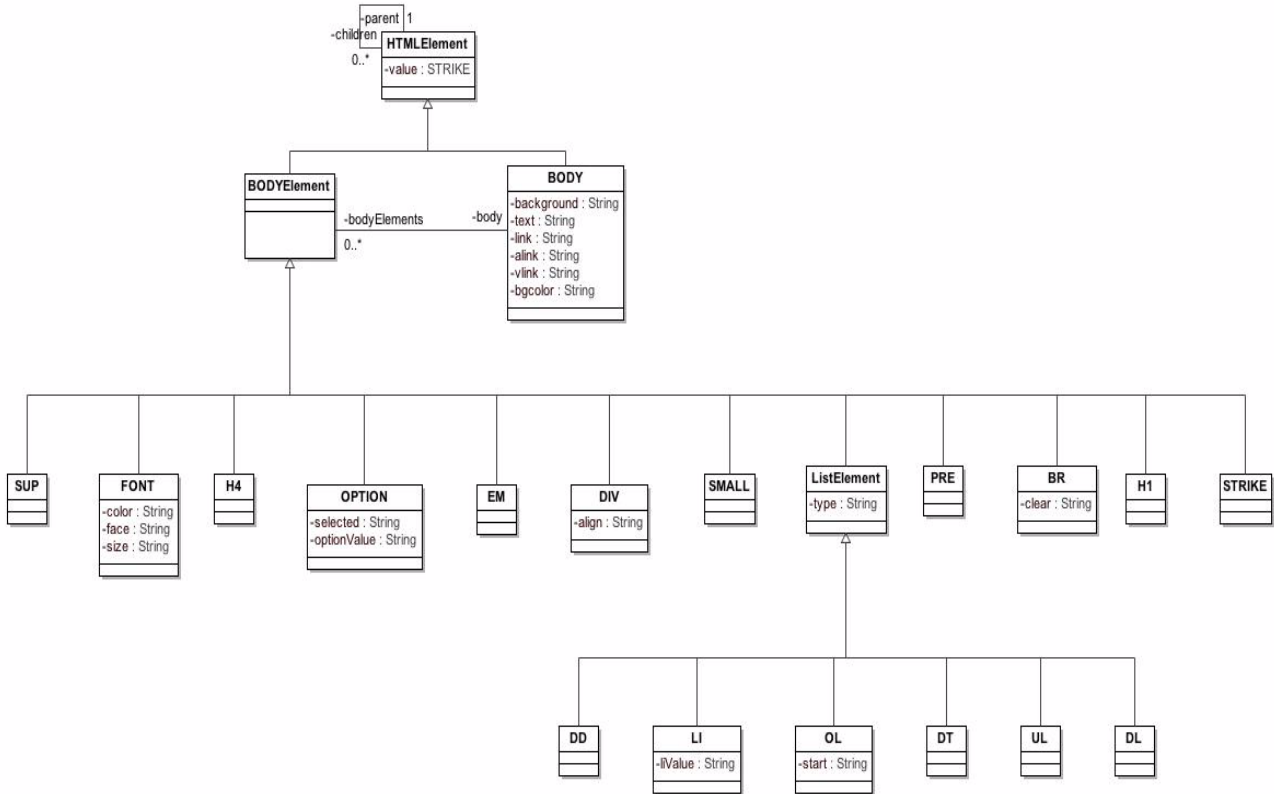 -parent 1
-children
0..*
HTMLElement
-value : STRIKE
BODYElement
-bodyElements
0..*
-body
BODY
-background : String
-text : String
-link : String
-alink : String
-vlink : String
-bgcolor : String
SUP
FONT
-color : String
-face : String
-size : String
H4
OPTION
-selected : String
-optionValue : String
EM
DIV
-align : String
SMALL
ListElement
-type : String
PRE
BR
-clear : String
H1
STRIKE
DD
LI
-liValue : String
OL
-start : String
DT
UL
DL